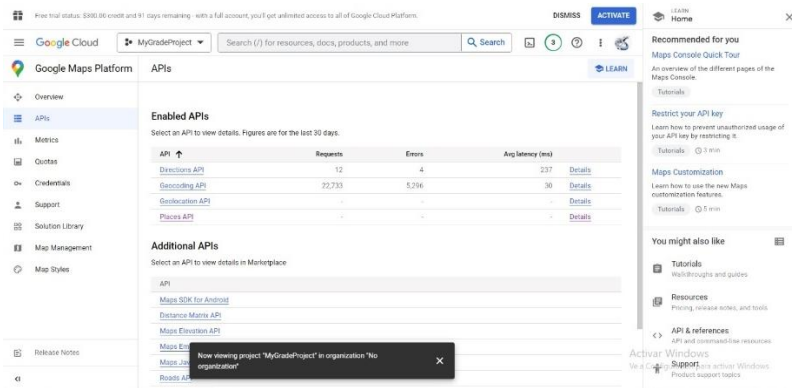 Free trial status: $300.00 credit and 91 days remaining - with a full account, you'll get unlimited access to all of Google Cloud Platform.
DISMISS
ACTIVATE
Google Cloud
MyGradeProject
Search (/) for resources, docs, products, and more
Search
3
Google Maps Platform
APIs
LEARN
Overview
APIs
Metrics
Quotas
Credentials
Support
Solution Library
Map Management
Map Styles
Release Notes
Enabled APIs
Select an API to view details. Figures are for the last 30 days.
API Requests Errors Avg latency (ms)
Directions API 12 4 237 Details
Geocoding API 22,733 5,296 30 Details
Geolocation API - - - Details
Places API - - - Details
Additional APIs
Select an API to view details in Marketplace
API
Maps SDK for Android
Distance Matrix API
Maps Elevation API
Maps Em
Maps Jav
Roads AP
Now viewing project "MyGradeProject" in organization "No
organization"
LEARN
Home
Recommended for you
Maps Console Quick Tour
An overview of the different pages of the
Maps Console.
Tutorials
Restrict your API key
Learn how to prevent unauthorized usage of
your API key by restricting it.
Tutorials 3 min
Maps Customization
Learn how to use the new Maps
customization features.
Tutorials 5 min
You might also like
Tutorials
Walkthroughs and guides
Resources
Pricing, release notes, and tools
API & references
API and command-line resources
Activar Windows
Support
para activar Windows.
Product support topics